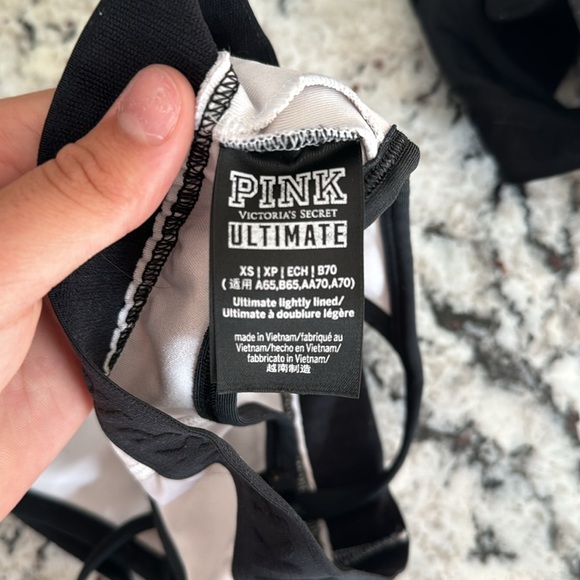 PINK
VICTORIA'S SECRET
ULTIMATE
XS | XP | ECH | B70
(适用 A65,B65,AA70,A70)
Ultimate lightly lined/
Ultimate à doublure légère
made in Vietnam/fabriqué au
Vietnam/hecho en Vietnam/
fabbricato in Vietnam/
越南制造